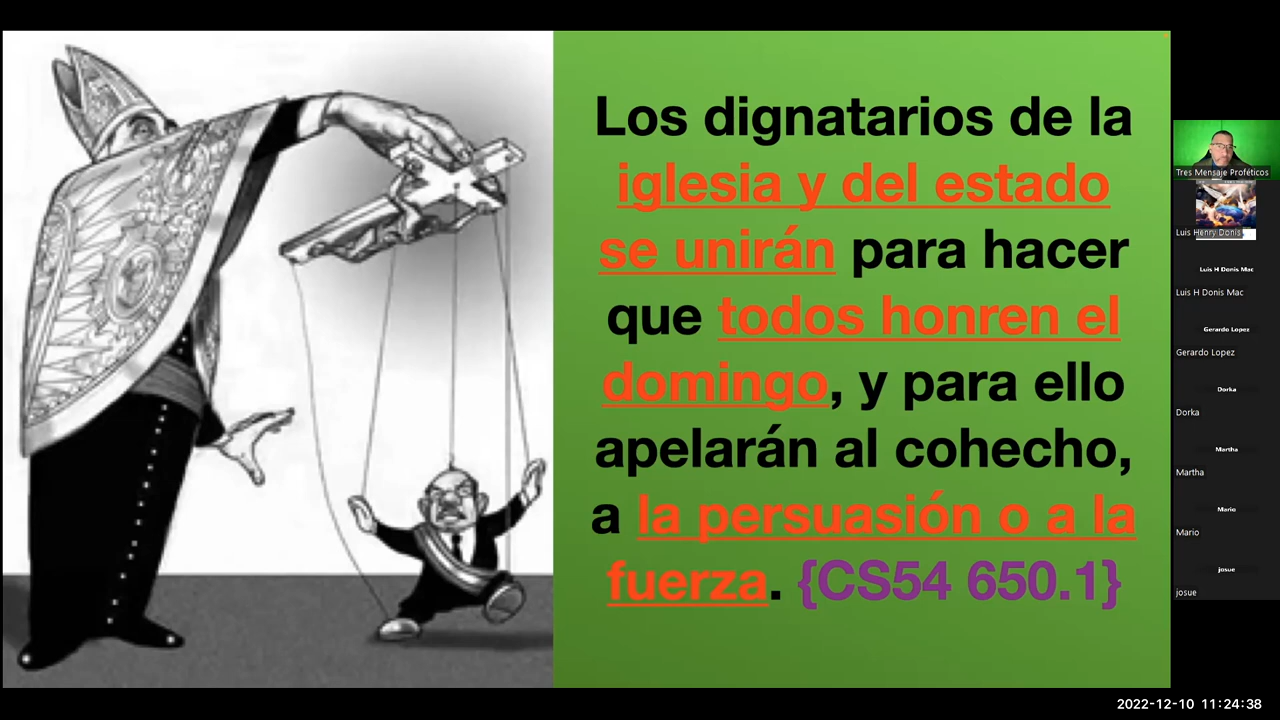 Los dignatarios de la
iglesia y del estado
se unirán para hacer
que todos honren el
domingo, y para ello
apelarán al cohecho,
a la persuasión o a la
fuerza. {CS54 650.1}
Tres Mensaje Proféticos
Luis Henry Donis
Luis H Donis Mac
Luis H Donis Mac
Gerardo Lopez
Gerardo Lopez
Dorka
Dorka
Martha
Martha
Mario
Mario
josue
josue
2022-12-10 11:24:38